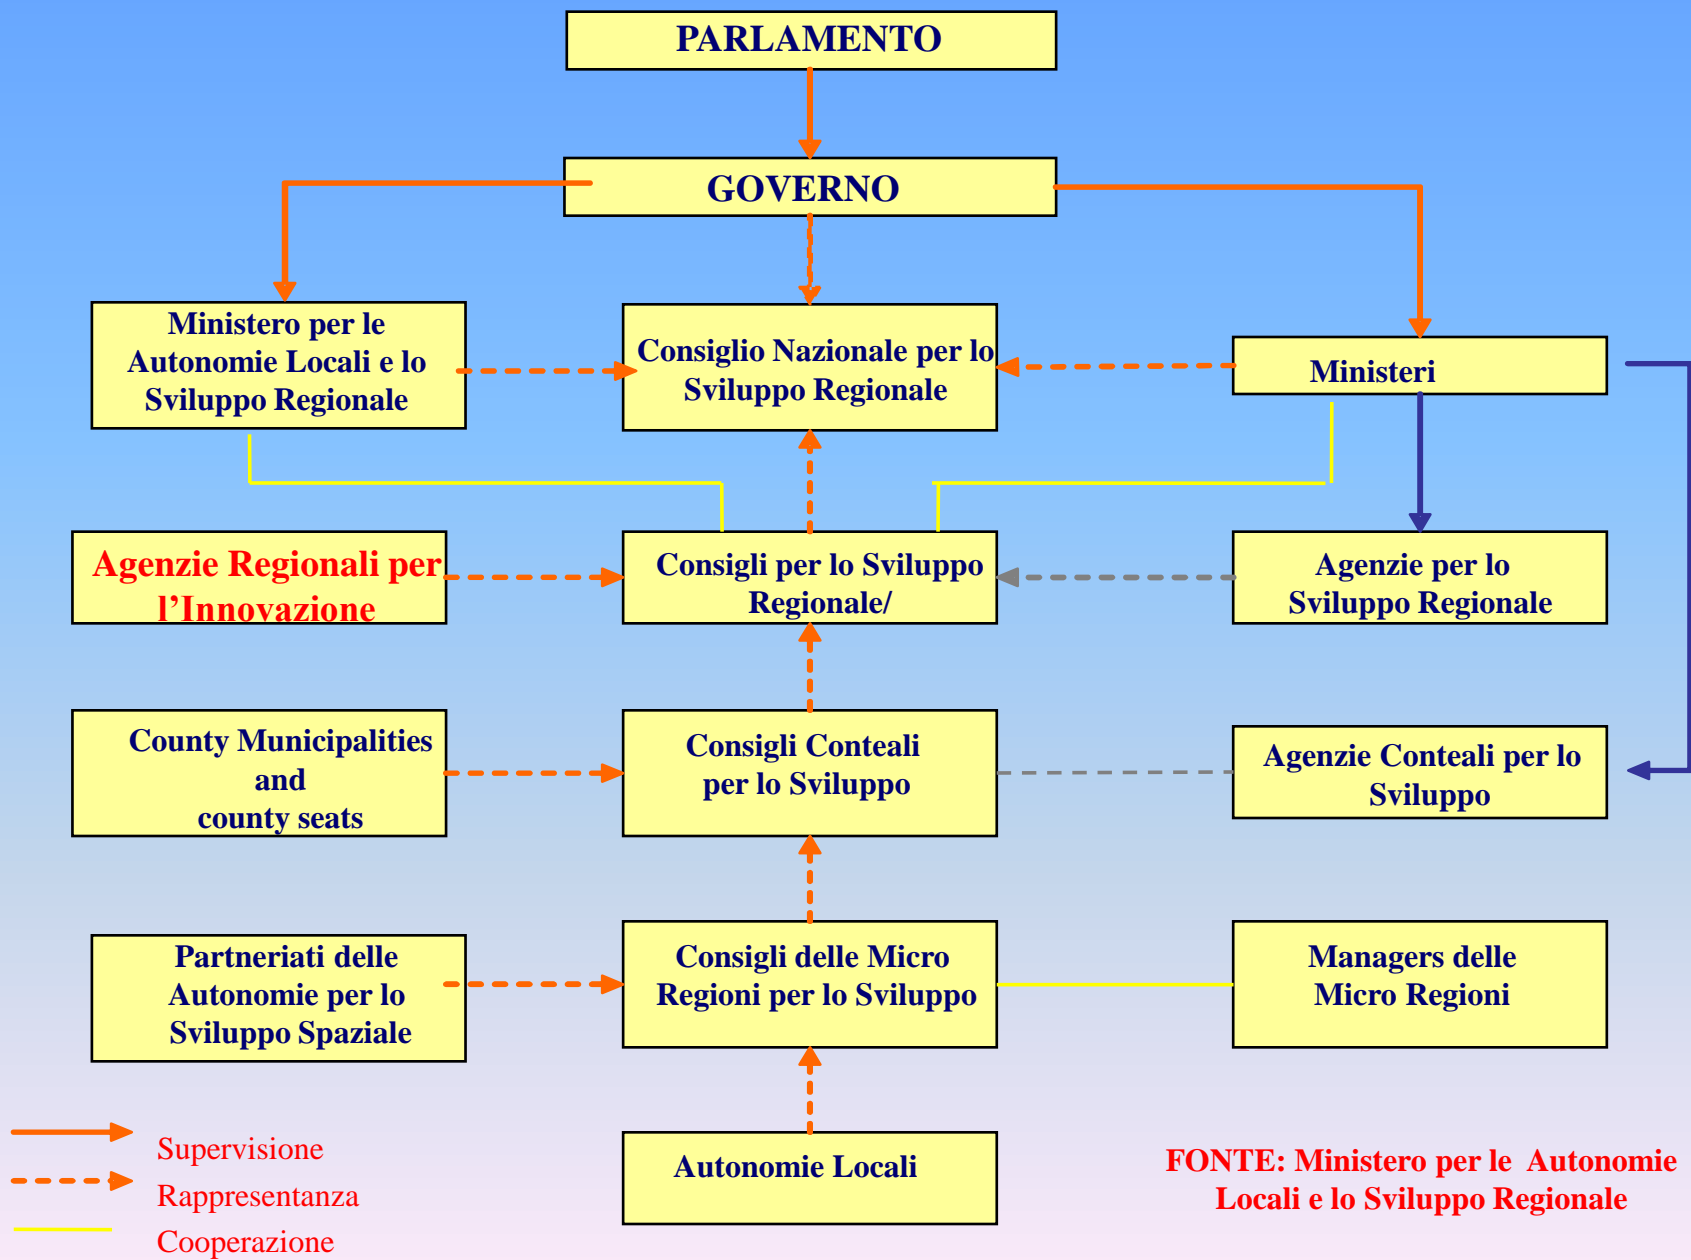 PARLAMENTO
GOVERNO
Ministero per le
Autonomie Locali e lo
Sviluppo Regionale
Consiglio Nazionale per lo
Sviluppo Regionale
Ministeri
Agenzie Regionali per
l’Innovazione
Consigli per lo Sviluppo
Regionale/
Agenzie per lo
Sviluppo Regionale
County Municipalities
and
county seats
Consigli Conteali
per lo Sviluppo
Agenzie Conteali per lo
Sviluppo
Partneriati delle
Autonomie per lo
Sviluppo Spaziale
Consigli delle Micro
Regioni per lo Sviluppo
Managers delle
Micro Regioni
Autonomie Locali
Supervisione
Rappresentanza
Cooperazione
FONTE: Ministero per le Autonomie
Locali e lo Sviluppo Regionale